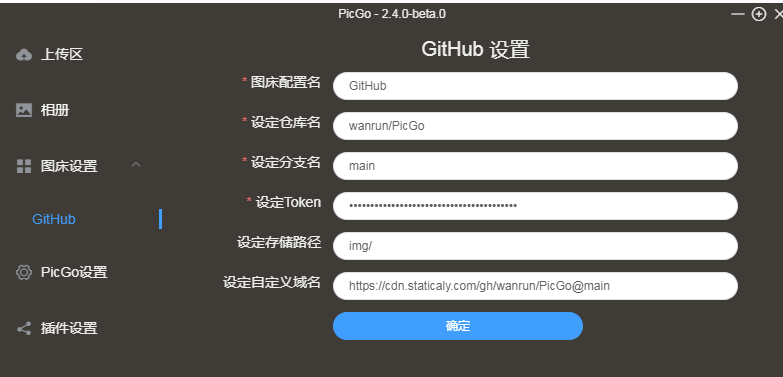 PicGo - 2.4.0-beta.0
上传区
相册
图床设置
GitHub
PicGo设置
插件设置
GitHub 设置
* 图床配置名 GitHub
* 设定仓库名 wanrun/PicGo
* 设定分支名 main
* 设定Token
设定存储路径 img/
设定自定义域名 https://cdn.staticaly.com/gh/wanrun/PicGo@main
确定